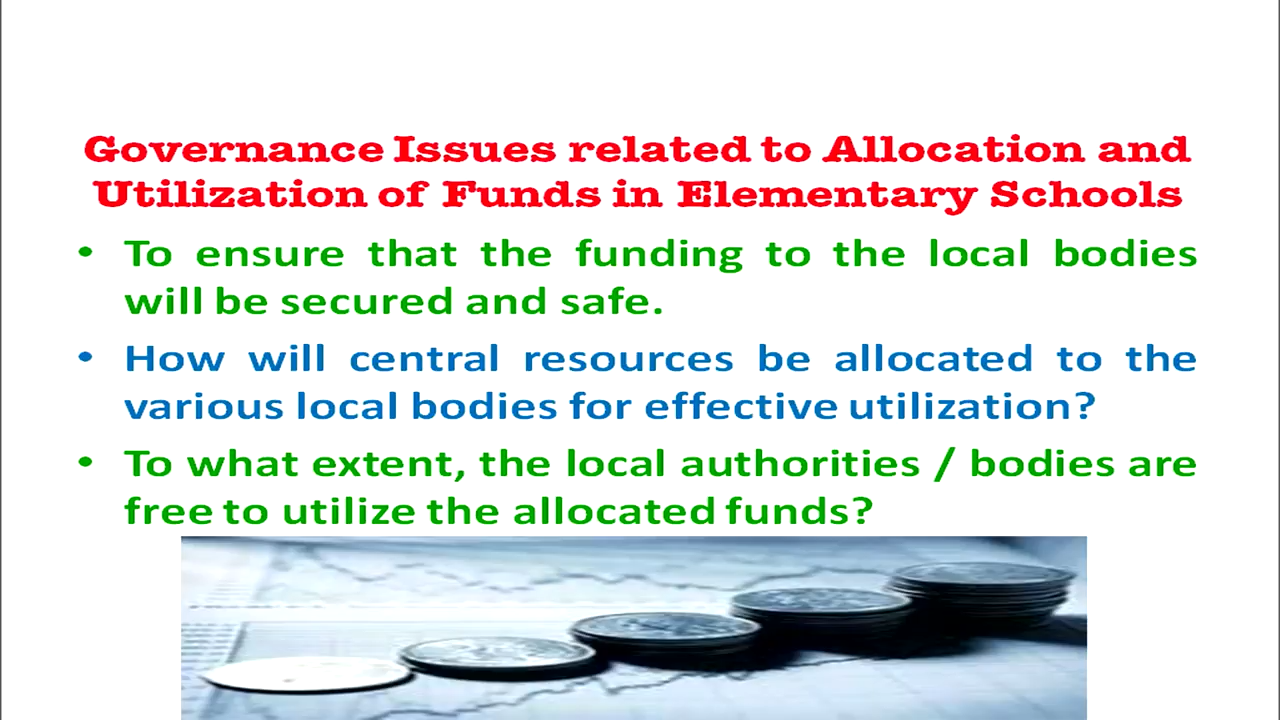 Governance Issues related to Allocation and
Utilization of Funds in Elementary Schools
• To ensure that the funding to the local bodies
will be secured and safe.
• How will central resources be allocated to the
various local bodies for effective utilization?
• To what extent, the local authorities / bodies are
free to utilize the allocated funds?